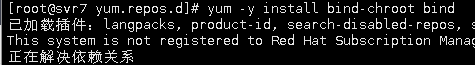 [root@svr7 yum.repos.d]# yum -y install bind-chroot bind
已加载插件：langpacks, product-id, search-disabled-repos,
This system is not registered to Red Hat Subscription
正在解决依赖关系